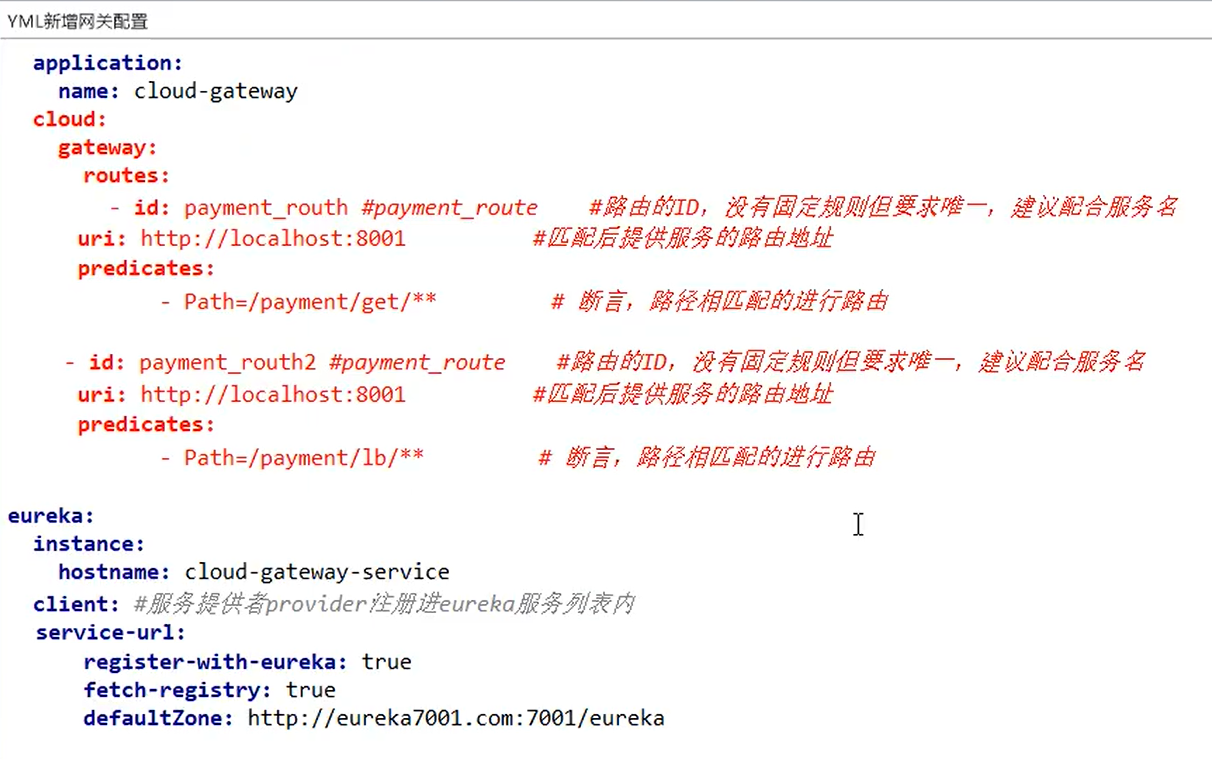 YML新增网关配置
application:
name: cloud-gateway
cloud:
gateway:
routes:
- id: payment_routh #payment_route #路由的ID，没有固定规则但要求唯一，建议配合服务名
uri: http://localhost:8001 #匹配后提供服务的路由地址
predicates:
- Path=/payment/get/** # 断言，路径相匹配的进行路由
- id: payment_routh2 #payment_route #路由的ID，没有固定规则但要求唯一，建议配合服务名
uri: http://localhost:8001 #匹配后提供服务的路由地址
predicates:
- Path=/payment/lb/** # 断言，路径相匹配的进行路由
eureka:
instance:
hostname: cloud-gateway-service
client: #服务提供者provider注册进eureka服务列表内
service-url:
register-with-eureka: true
fetch-registry: true
defaultZone: http://eureka7001.com:7001/eureka